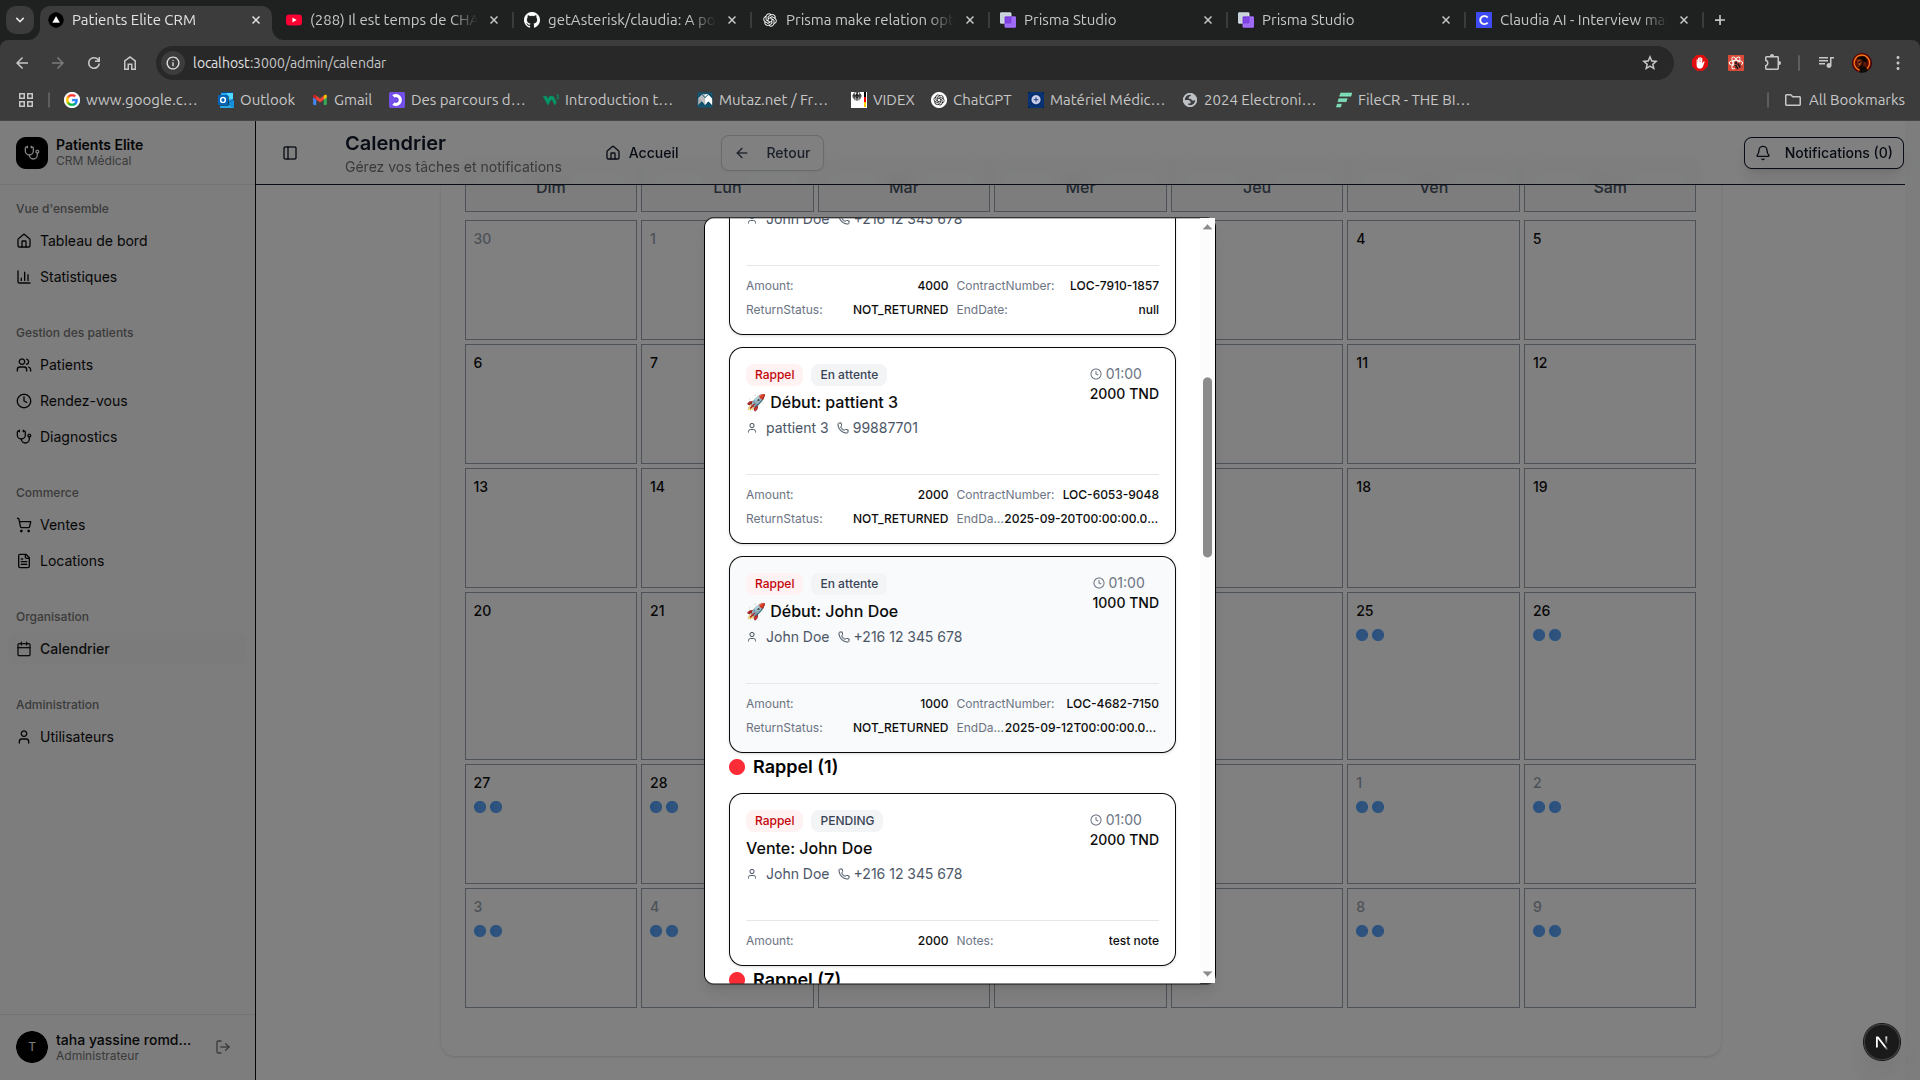 Patients Elite CRM
(288) Il est temps de CHA
getAsterisk/claudia: A po
Prisma make relation opt
Prisma Studio
Prisma Studio
Claudia AI - Interview ma
localhost:3000/admin/calendar
www.google.c...
Outlook
Gmail
Des parcours d...
Introduction t...
Mutaz.net / Fr...
VIDEX
ChatGPT
Matériel Médic...
2024 Electroni...
FileCR - THE BI...
All Bookmarks
Patients Elite
CRM Médical
Calendrier
Gérez vos tâches et notifications
Accueil
Retour
Notifications (0)
Vue d'ensemble
Tableau de bord
Statistiques
Gestion des patients
Patients
Rendez-vous
Diagnostics
Commerce
Ventes
Locations
Organisation
Calendrier
Administration
Utilisateurs
T
taha yassine romd...
Administrateur
Dim Lun Mar Mer Jeu Ven Sam
30 1 4 5
6 7 11 12
13 14 18 19
20 21 25 26
27 28 1 2
3 4 8 9
John Doe +216 12 345 678
Amount: 4000 ContractNumber: LOC-7910-1857
ReturnStatus: NOT_RETURNED EndDate: null
Rappel En attente 01:00
2000 TND
🚀 Début: pattient 3
pattient 3 99887701
Amount: 2000 ContractNumber: LOC-6053-9048
ReturnStatus: NOT_RETURNED EndDa...2025-09-20T00:00:00.0...
Rappel En attente 01:00
1000 TND
🚀 Début: John Doe
John Doe +216 12 345 678
Amount: 1000 ContractNumber: LOC-4682-7150
ReturnStatus: NOT_RETURNED EndDa...2025-09-12T00:00:00.0...
Rappel (1)
Rappel PENDING 01:00
2000 TND
Vente: John Doe
John Doe +216 12 345 678
Amount: 2000 Notes: test note
Rappel (7)
N